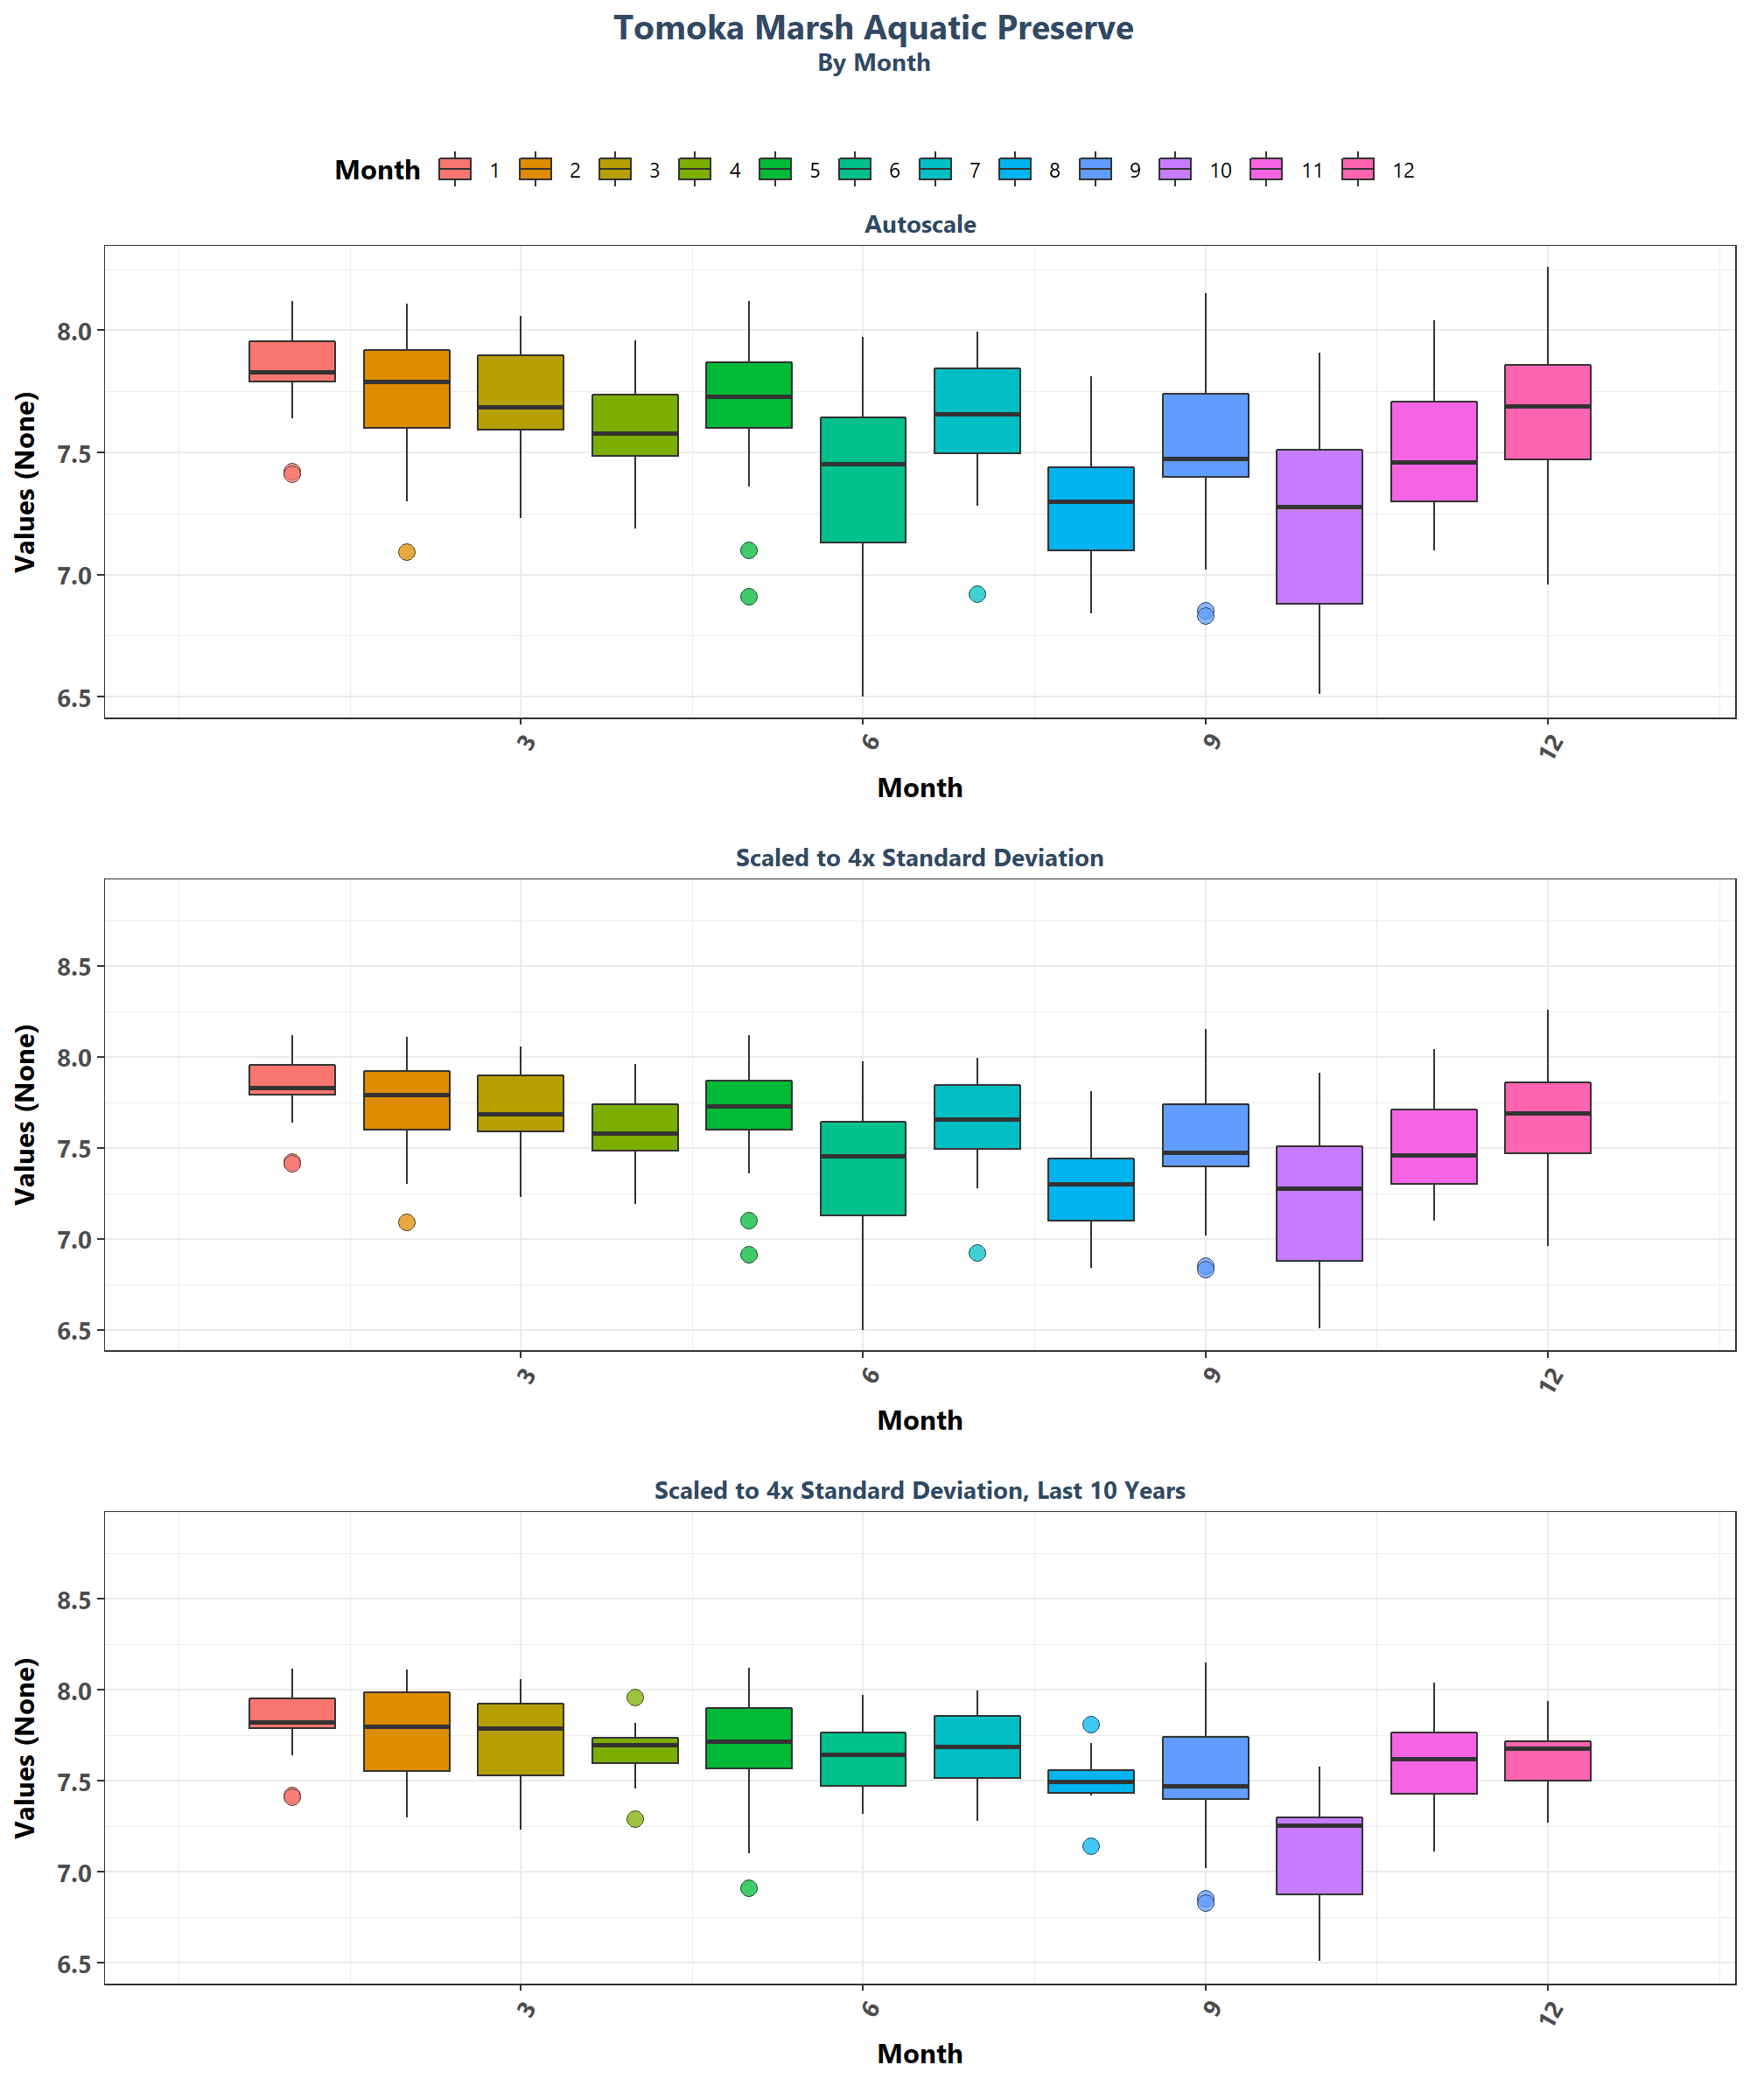 Tomoka Marsh Aquatic Preserve
By Month
Month 1 2 3 4 5 6 7 8 9 10 11 12
Autoscale
Values (None)
8.0
7.5
7.0
6.5
3 6 9 12
Month
Scaled to 4x Standard Deviation
Values (None)
8.5
8.0
7.5
7.0
6.5
3 6 9 12
Month
Scaled to 4x Standard Deviation, Last 10 Years
Values (None)
8.5
8.0
7.5
7.0
6.5
3 6 9 12
Month